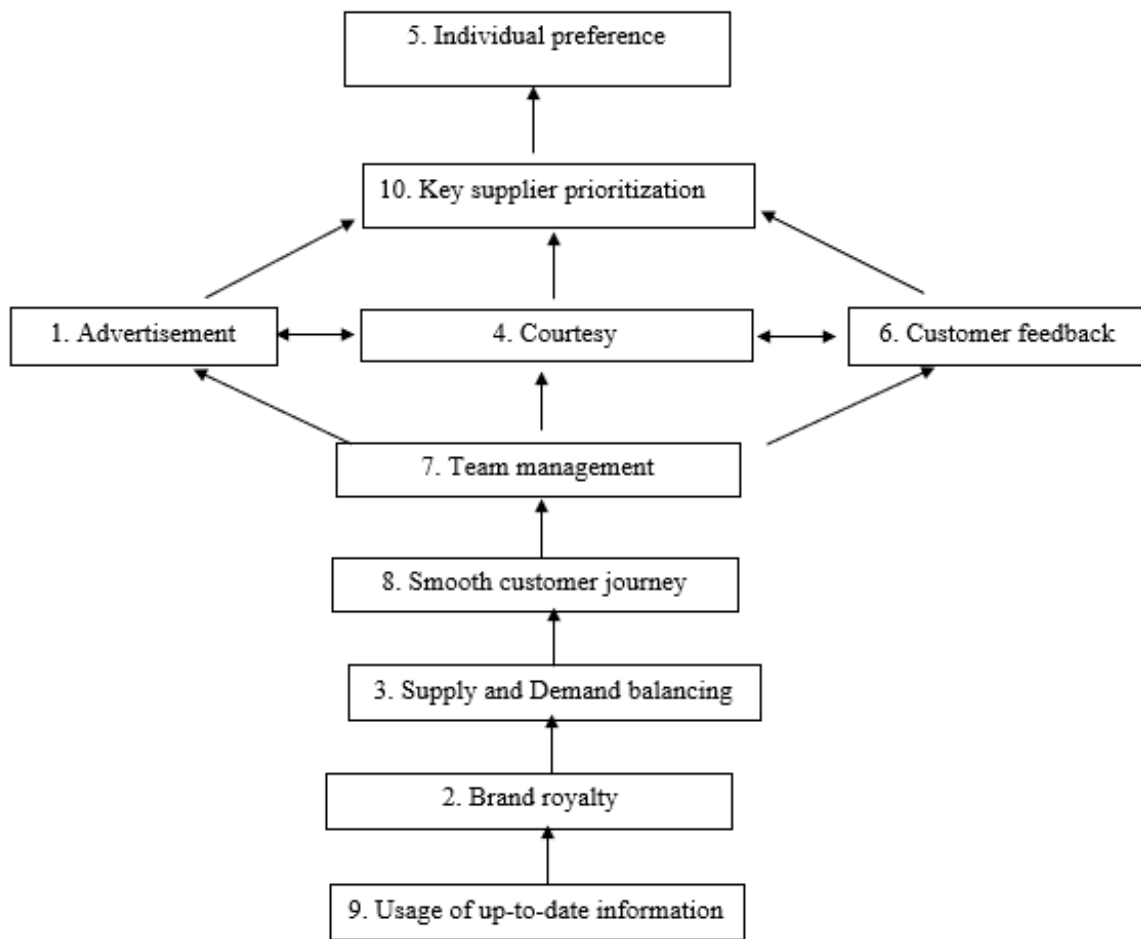 5. Individual preference
10. Key supplier prioritization
1. Advertisement
4. Courtesy
6. Customer feedback
7. Team management
8. Smooth customer journey
3. Supply and Demand balancing
2. Brand royalty
9. Usage of up-to-date information